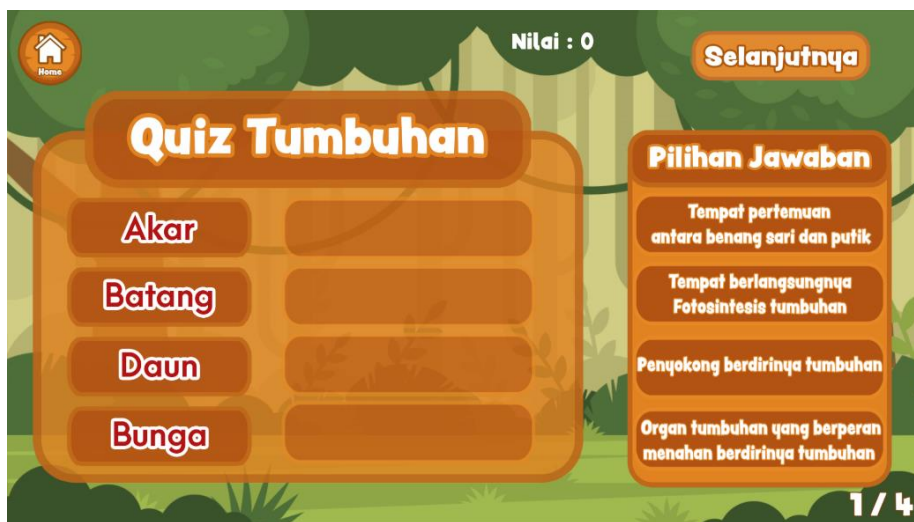 Home
Nilai : 0
Selanjutnya
Quiz Tumbuhan
Akar
Batang
Daun
Bunga
Pilihan Jawaban
Tempat pertemuan
antara benang sari dan putik
Tempat berlangsungnya
Fotosintesis tumbuhan
Penyokong berdirinya tumbuhan
Organ tumbuhan yang berperan
menahan berdirinya tumbuhan
1 / 4